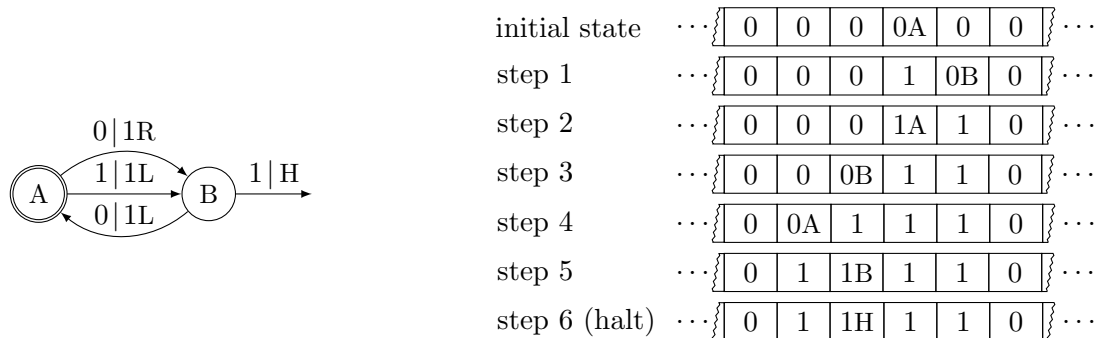 0|1R
1|1L
0|1L
A
B
1|H
initial state ··· 0 0 0 0A 0 0 ···
step 1 ··· 0 0 0 1 0B 0 ···
step 2 ··· 0 0 0 1A 1 0 ···
step 3 ··· 0 0 0B 1 1 0 ···
step 4 ··· 0 0A 1 1 1 0 ···
step 5 ··· 0 1 1B 1 1 0 ···
step 6 (halt) ··· 0 1 1H 1 1 0 ···